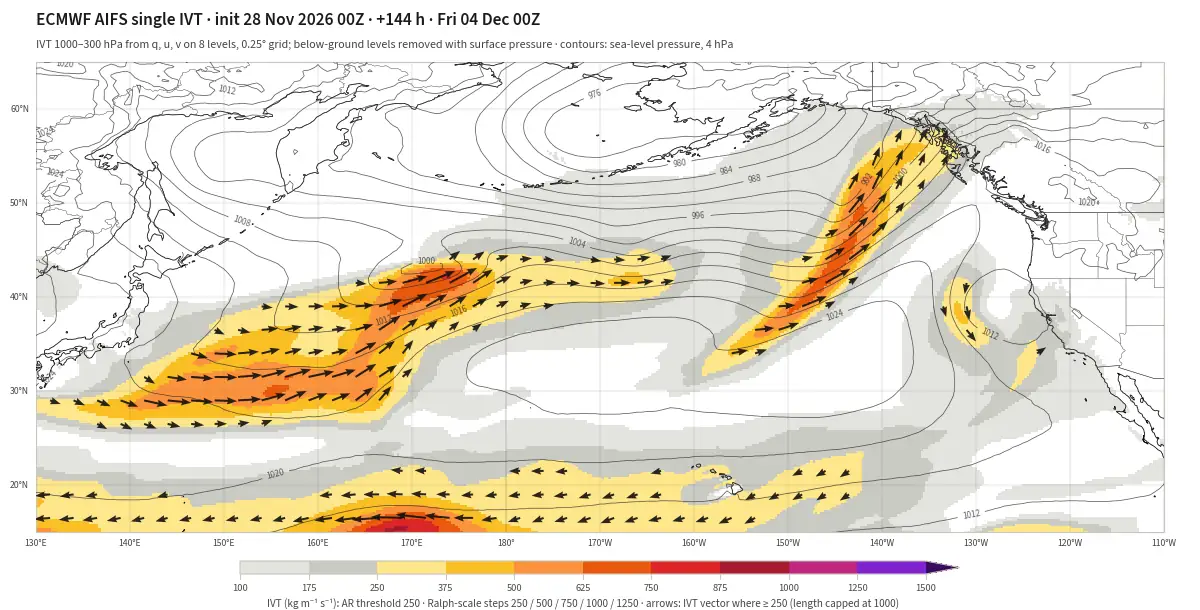 ECMWF AIFS single IVT · init 28 Nov 2026 00Z · +144 h · Fri 04 Dec 00Z
IVT 1000–300 hPa from q, u, v on 8 levels, 0.25° grid; below-ground levels removed with surface pressure · contours: sea-level pressure, 4 hPa
1020
1012
976
60°N
1024
1016
980
984
988
1024
992
1000
1020
50°N
1008
996
1004
1000
40°N
1012
1016
1024
1012
30°N
1020
20°N
1012
130°E 140°E 150°E 160°E 170°E 180° 170°W 160°W 150°W 140°W 130°W 120°W 110°W
100 175 250 375 500 625 750 875 1000 1250 1500
IVT (kg m⁻¹ s⁻¹): AR threshold 250 · Ralph-scale steps 250 / 500 / 750 / 1000 / 1250 · arrows: IVT vector where ≥ 250 (length capped at 1000)